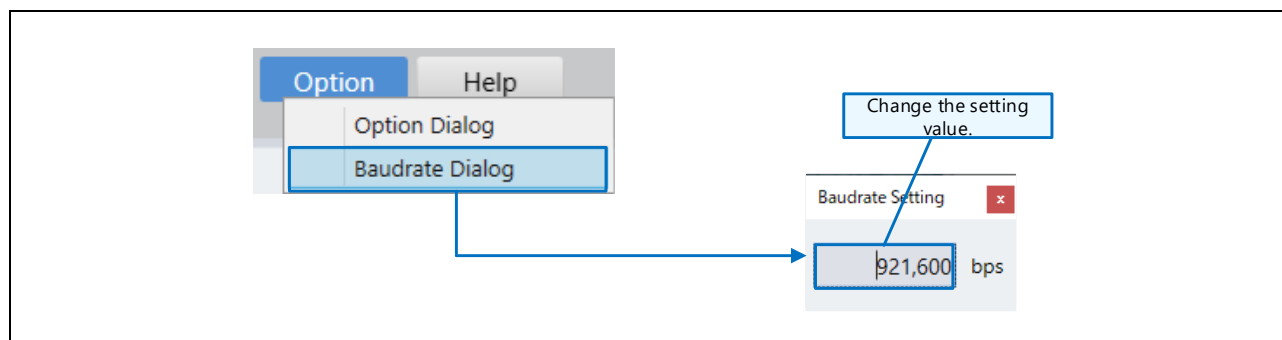 Option Help
Option Dialog
Baudrate Dialog
Change the setting
value.
Baudrate Setting x
921,600 bps